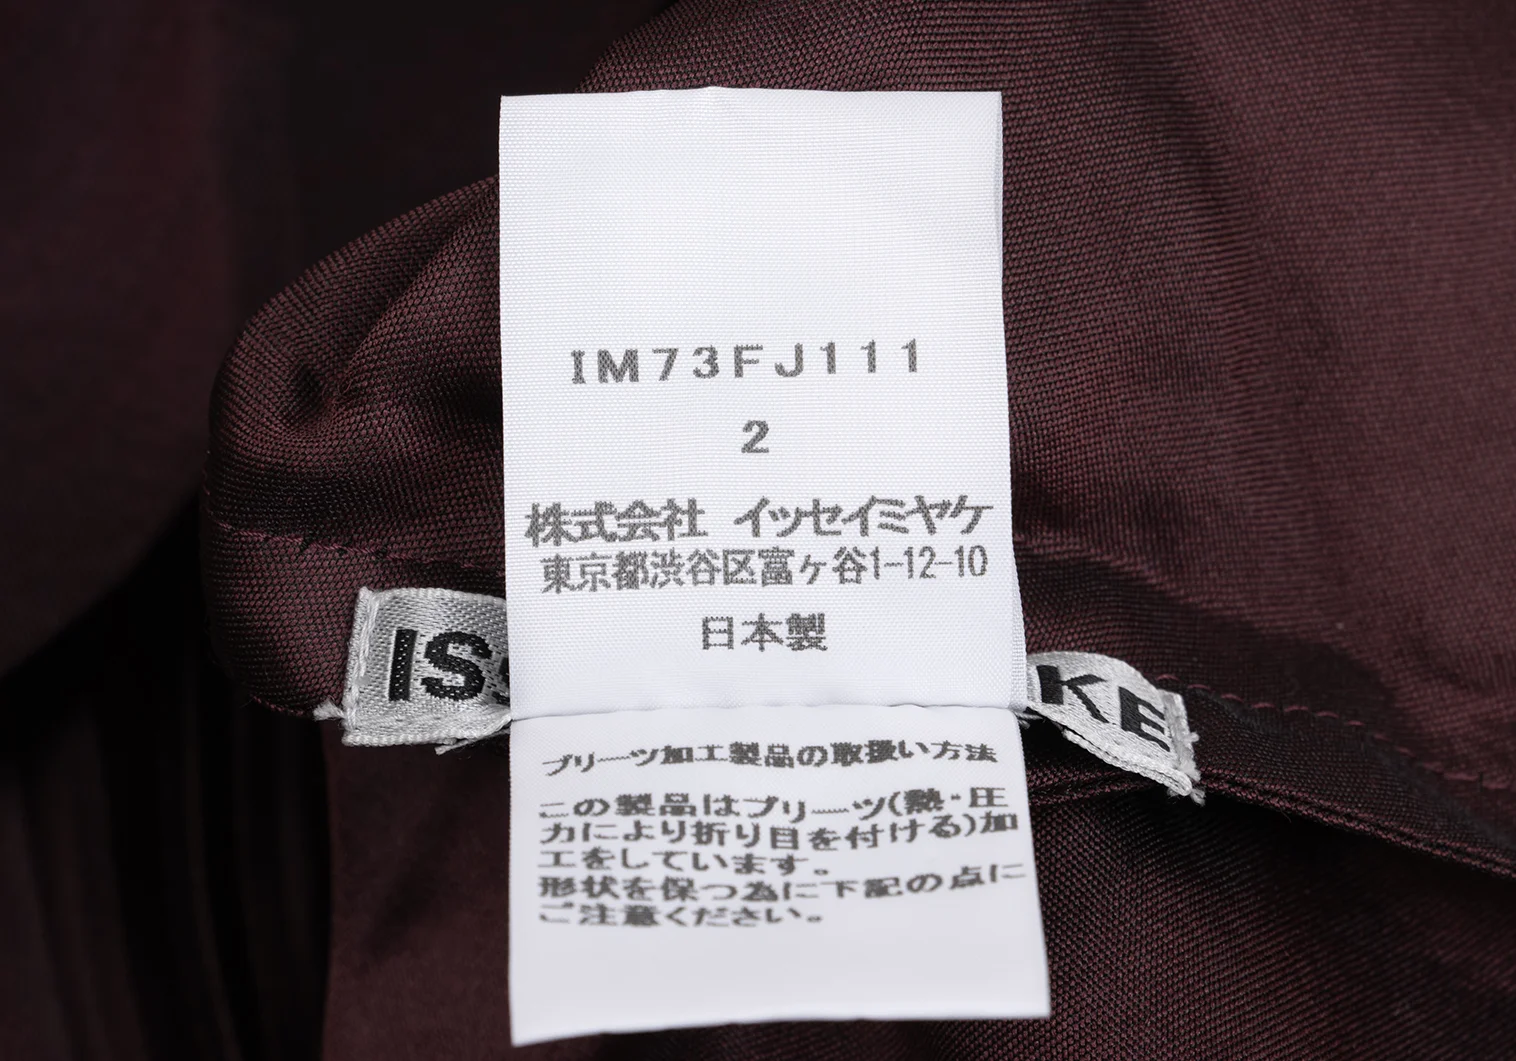 IM73FJ111
2
株式会社 イッセイミヤケ
東京都渋谷区富ヶ谷1-12-10
日本製
IS
KE
プリーツ加工製品の取扱い方法
この製品はプリーツ(熱・圧
力により折り目を付ける)加
工をしています。
形状を保つ為に下記の点に
ご注意ください。